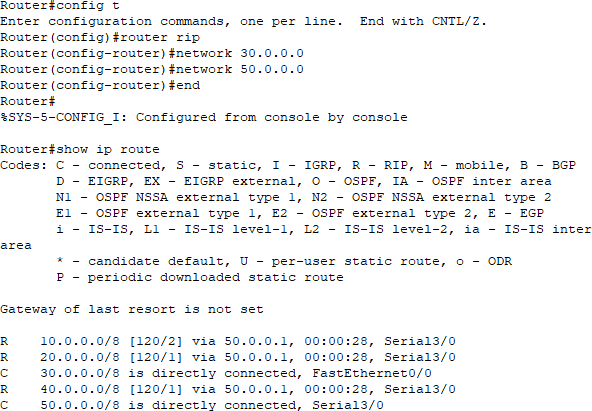 Router#config t
Enter configuration commands, one per line.  End with CNTL/Z.
Router(config)#router rip
Router(config-router)#network 30.0.0.0
Router(config-router)#network 50.0.0.0
Router(config-router)#end
Router#
%SYS-5-CONFIG_I: Configured from console by console

Router#show ip route
Codes: C - connected, S - static, I - IGRP, R - RIP, M - mobile, B - BGP
       D - EIGRP, EX - EIGRP external, O - OSPF, IA - OSPF inter area
       N1 - OSPF NSSA external type 1, N2 - OSPF NSSA external type 2
       E1 - OSPF external type 1, E2 - OSPF external type 2, E - EGP
       i - IS-IS, L1 - IS-IS level-1, L2 - IS-IS level-2, ia - IS-IS inter
area
       * - candidate default, U - per-user static route, o - ODR
       P - periodic downloaded static route

Gateway of last resort is not set

R    10.0.0.0/8 [120/2] via 50.0.0.1, 00:00:28, Serial3/0
R    20.0.0.0/8 [120/1] via 50.0.0.1, 00:00:28, Serial3/0
C    30.0.0.0/8 is directly connected, FastEthernet0/0
R    40.0.0.0/8 [120/1] via 50.0.0.1, 00:00:28, Serial3/0
C    50.0.0.0/8 is directly connected, Serial3/0